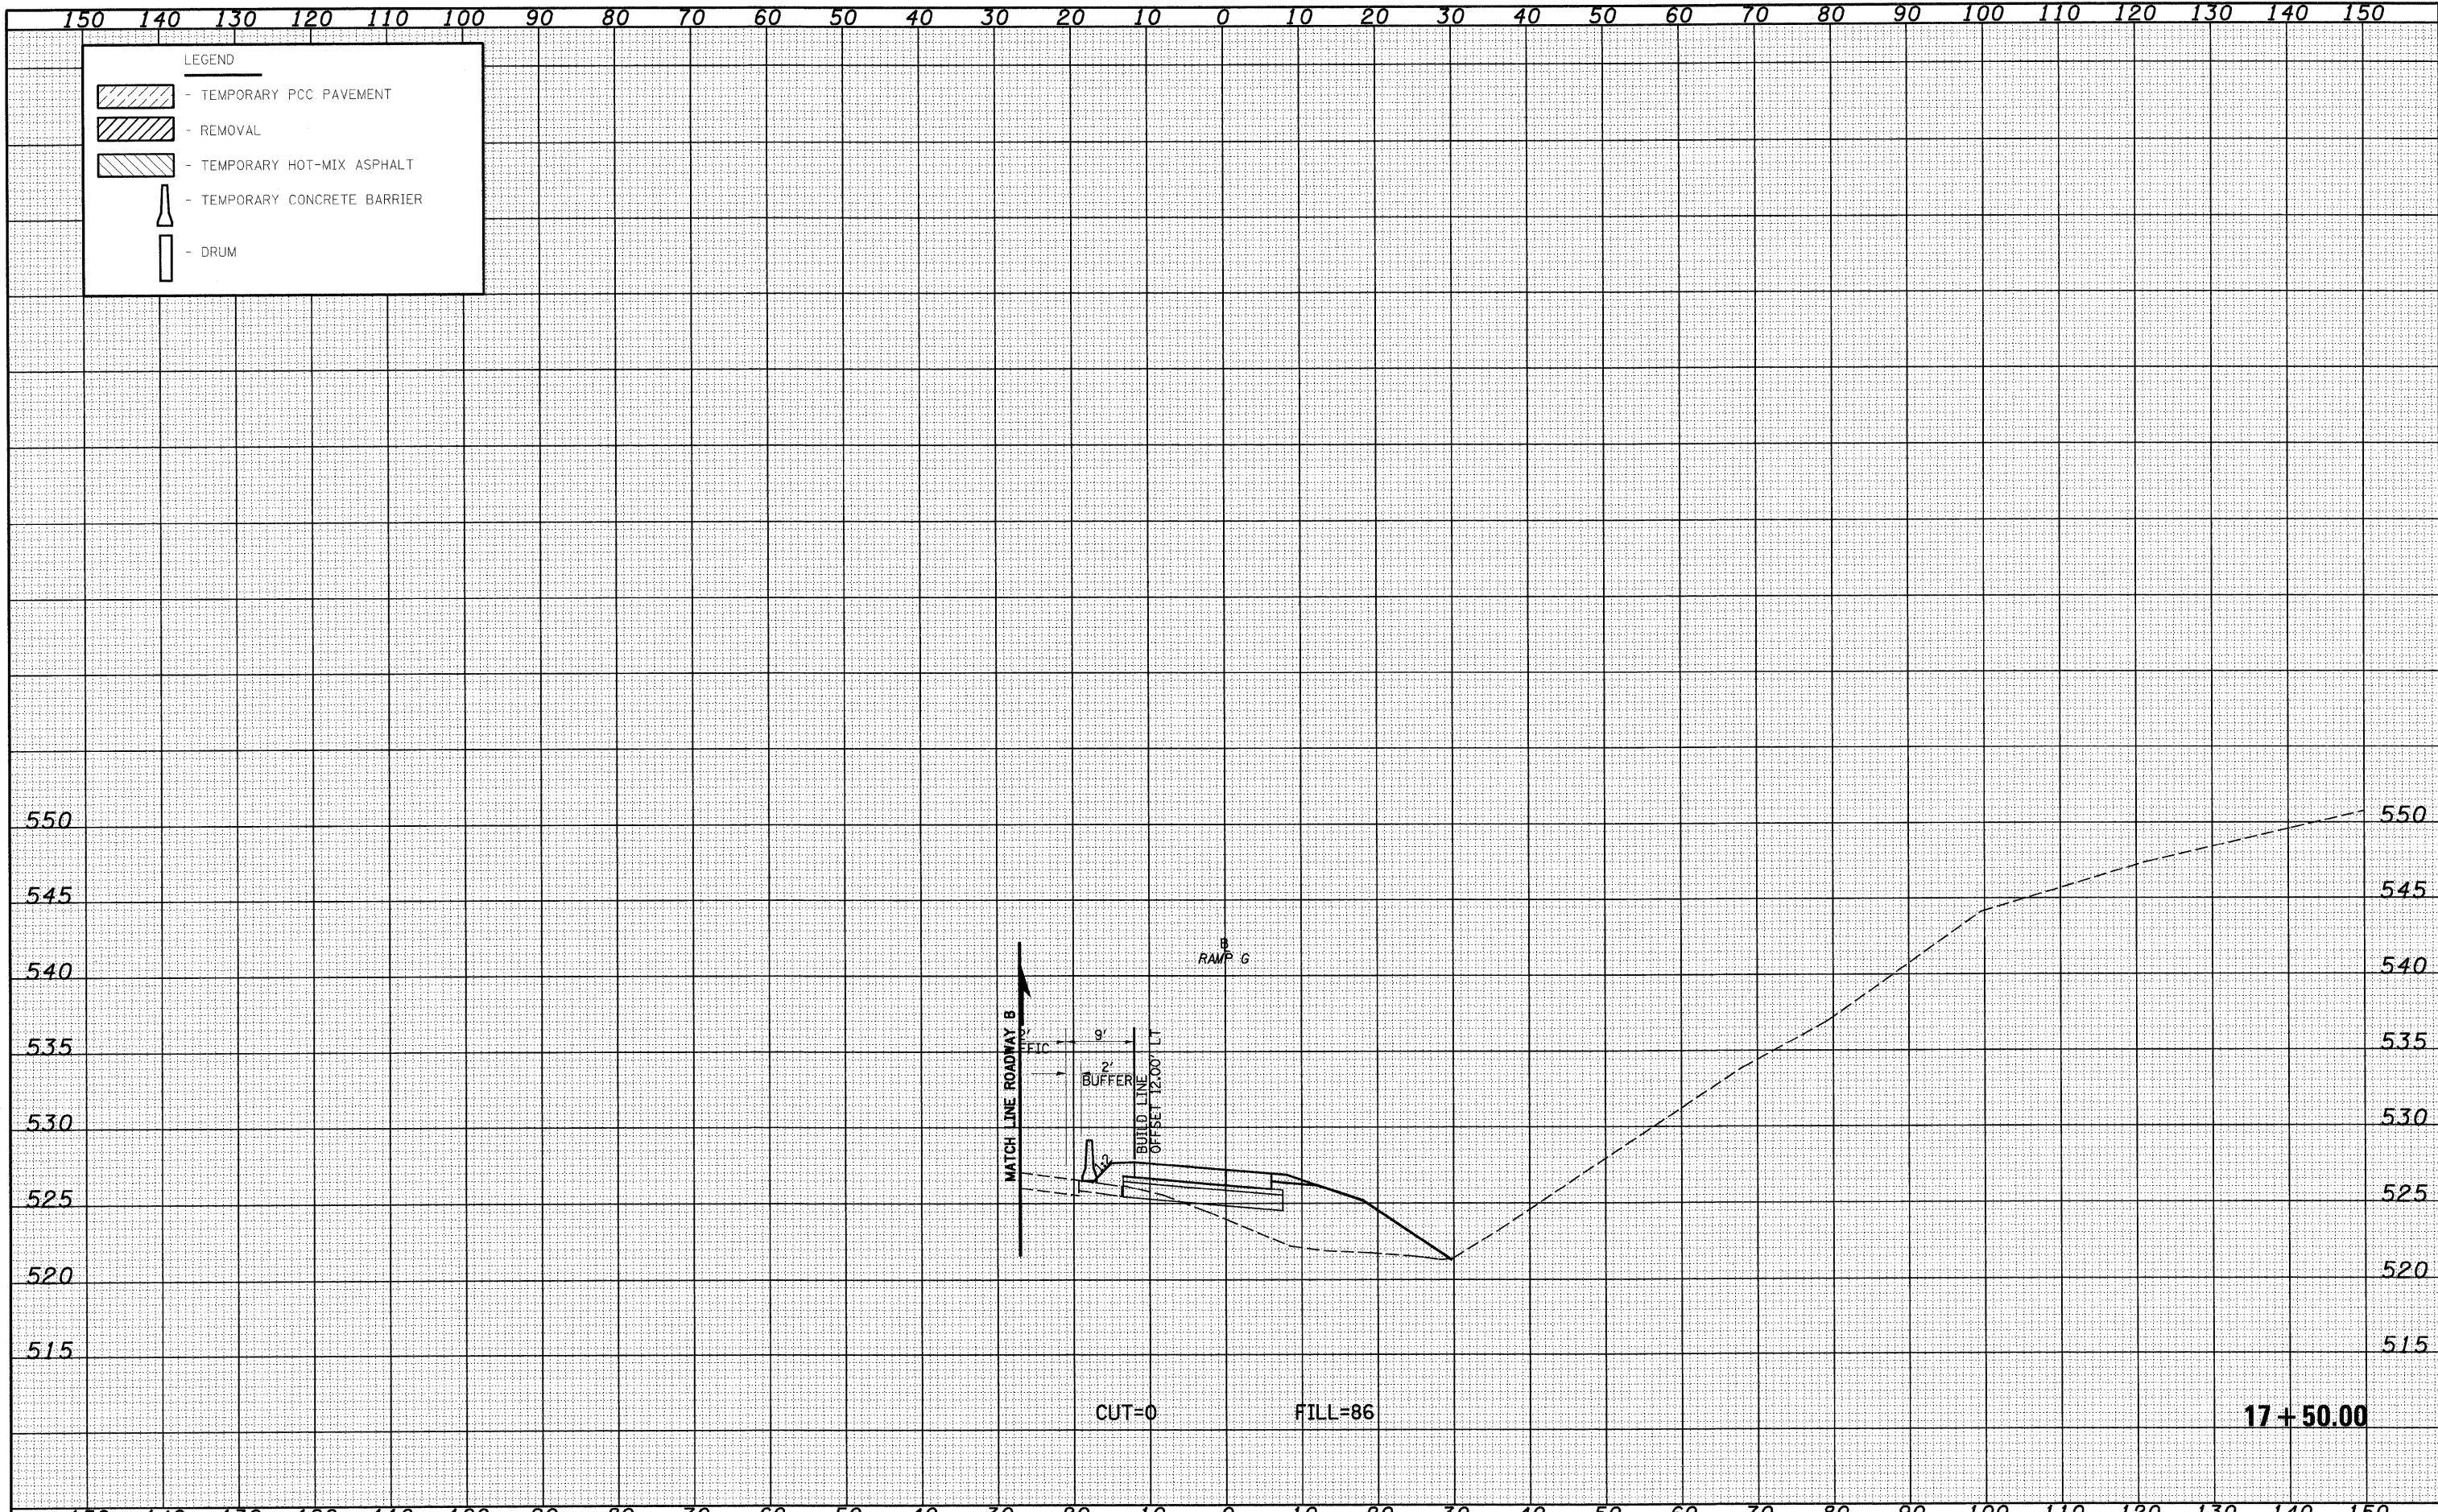 150 140 130 120 110 100 90 80 70 60 50 40 30 20 10 0 10 20 30 40 50 60 70 80 90 100 110 120 130 140 150
LEGEND
- TEMPORARY PCC PAVEMENT
- REMOVAL
- TEMPORARY HOT-MIX ASPHALT
- TEMPORARY CONCRETE BARRIER
- DRUM
550 550
545 545
540 540
535 535
530 530
525 525
520 520
515 515
B
RAMP G
MATCH LINE ROADWAY B
2'
FFIC
9'
2'
BUFFER
BUILD LINE
OFFSET 12.00' LT
1:2
CUT=0 FILL=86
17+50.00